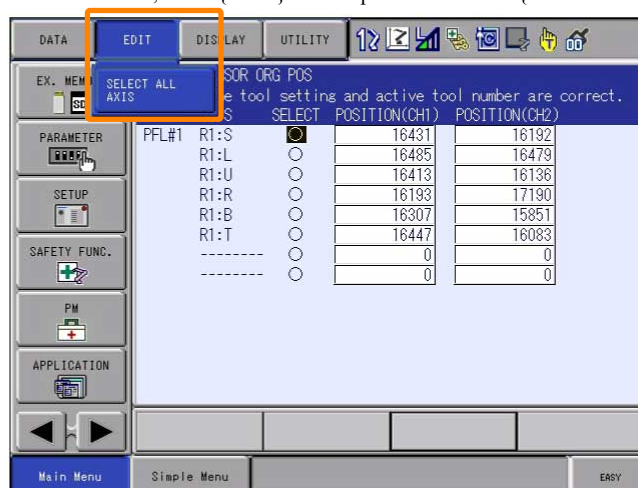 DATA EDIT DISPLAY UTILITY
EX. MEM
SELECT ALL
AXIS
SOR ORG POS
e tool setting and active tool number are correct.
S SELECT POSITION(CH1) POSITION(CH2)
PFL#1 R1:S 16431 16192
R1:L 16485 16479
R1:U 16413 16136
R1:R 16193 17190
R1:B 16307 15851
R1:T 16447 16083
-------- 0 0
-------- 0 0
PARAMETER
SETUP
SAFETY FUNC.
PM
APPLICATION
Main Menu Simple Menu EASY